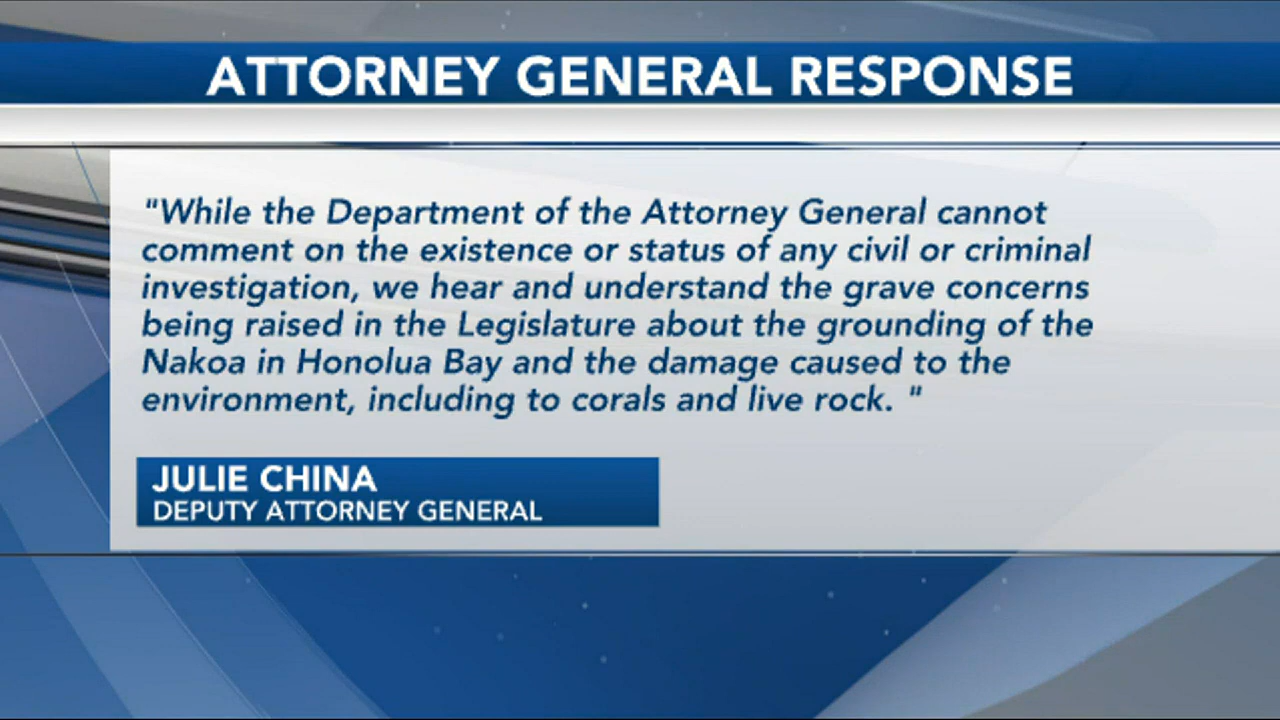 ATTORNEY GENERAL RESPONSE
"While the Department of the Attorney General cannot
comment on the existence or status of any civil or criminal
investigation, we hear and understand the grave concerns
being raised in the Legislature about the grounding of the
Nakoa in Honolua Bay and the damage caused to the
environment, including to corals and live rock. "
JULIE CHINA
DEPUTY ATTORNEY GENERAL